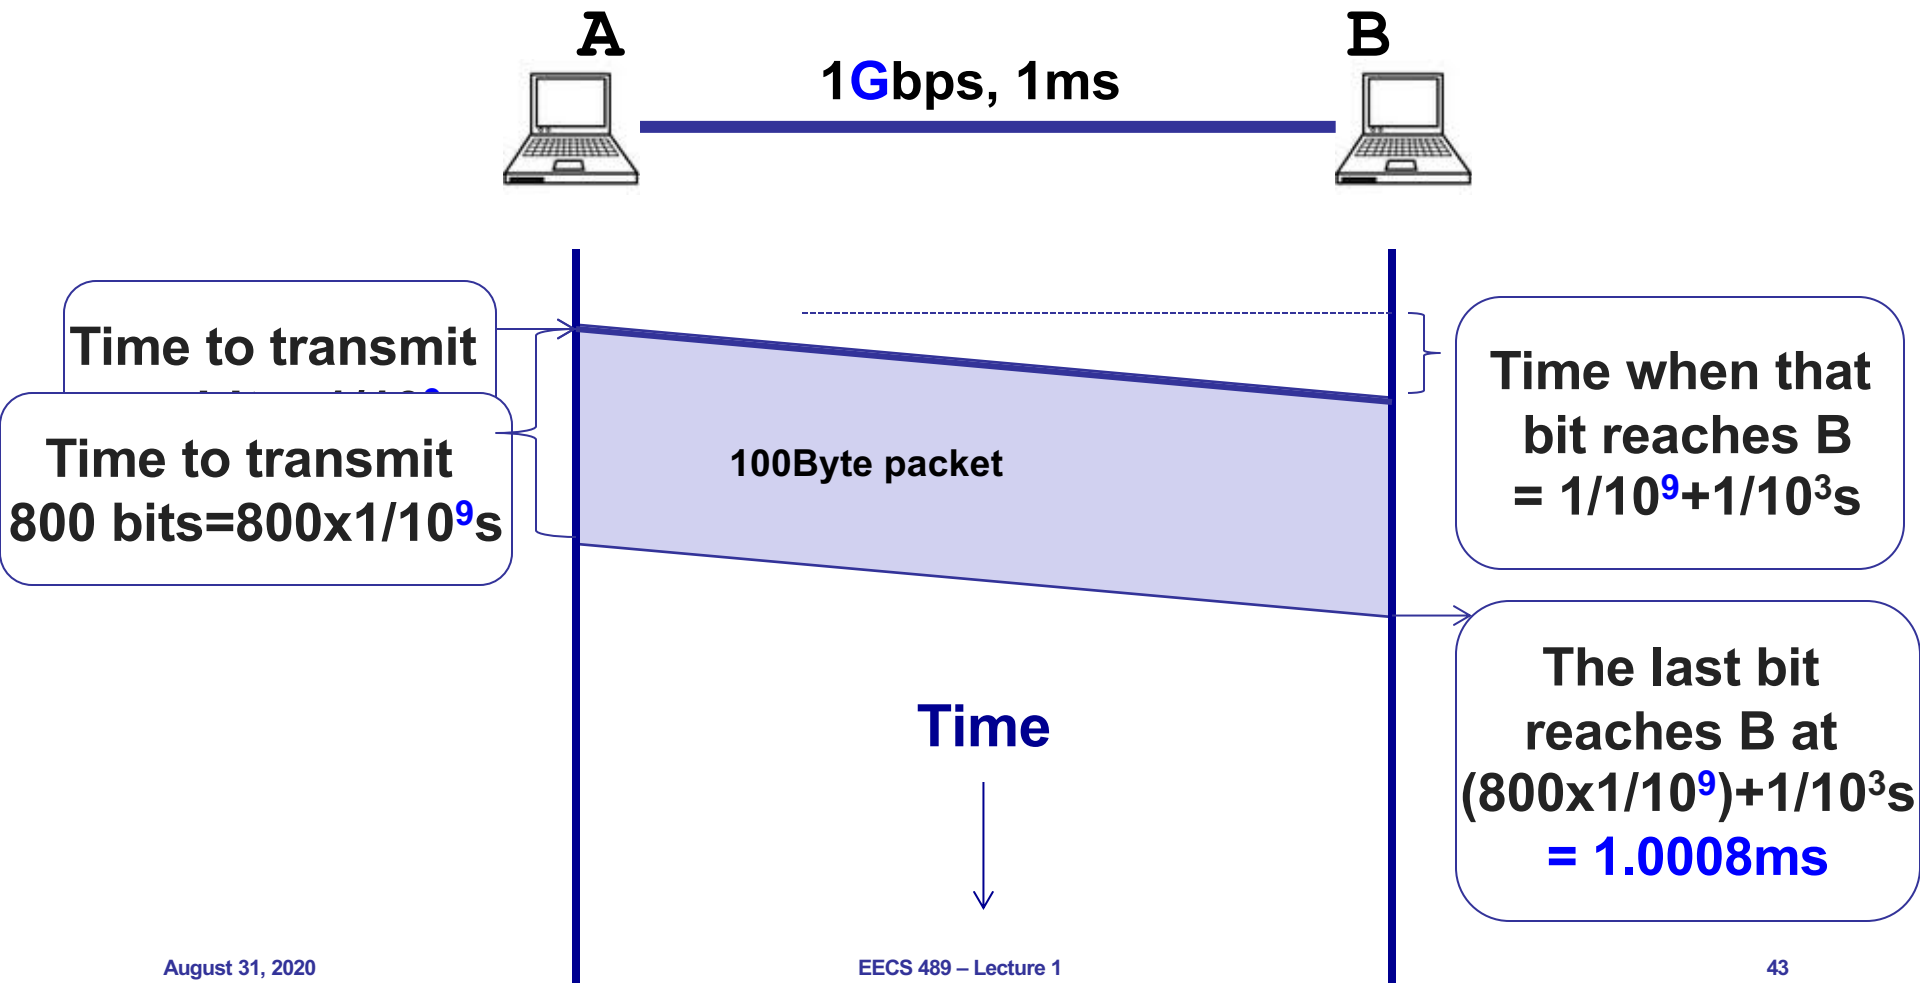 A
B
1Gbps, 1ms
Time to transmit
Time to transmit
800 bits=800x1/10⁹s
100Byte packet
Time when that
bit reaches B
= 1/10⁹+1/10³s
The last bit
reaches B at
(800x1/10⁹)+1/10³s
= 1.0008ms
Time
August 31, 2020
EECS 489 – Lecture 1
43